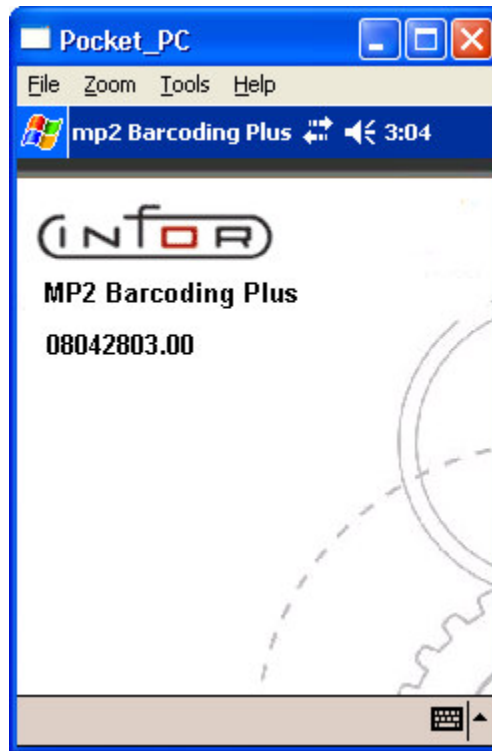 Pocket_PC
File Zoom Tools Help
mp2 Barcoding Plus 3:04
INFOR
MP2 Barcoding Plus
08042803.00